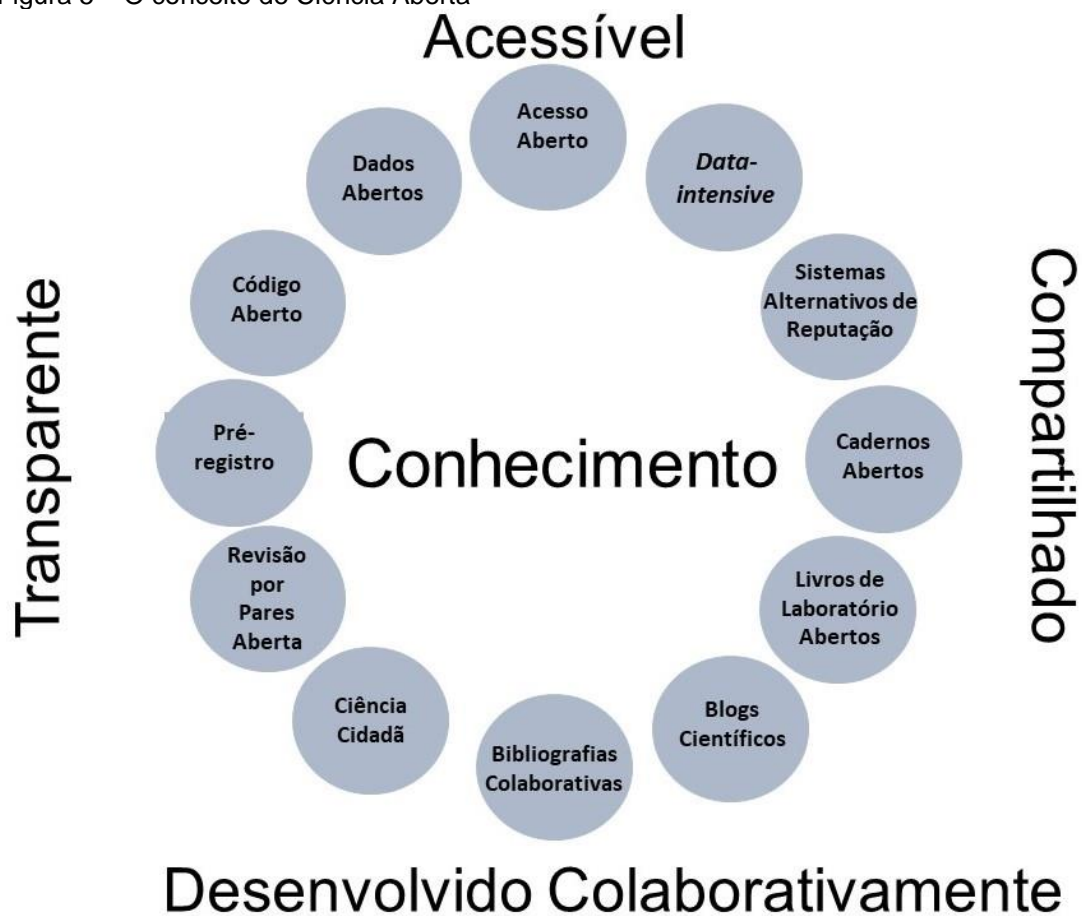 Acessível
Acesso
Aberto
Data-
intensive
Dados
Abertos
Sistemas
Alternativos de
Reputação
Código
Aberto
Transparente
Compartilhado
Pré-
registro
Conhecimento
Cadernos
Abertos
Revisão
por
Pares
Aberta
Livros de
Laboratório
Abertos
Ciência
Cidadã
Blogs
Científicos
Bibliografias
Colaborativas
Desenvolvido Colaborativamente